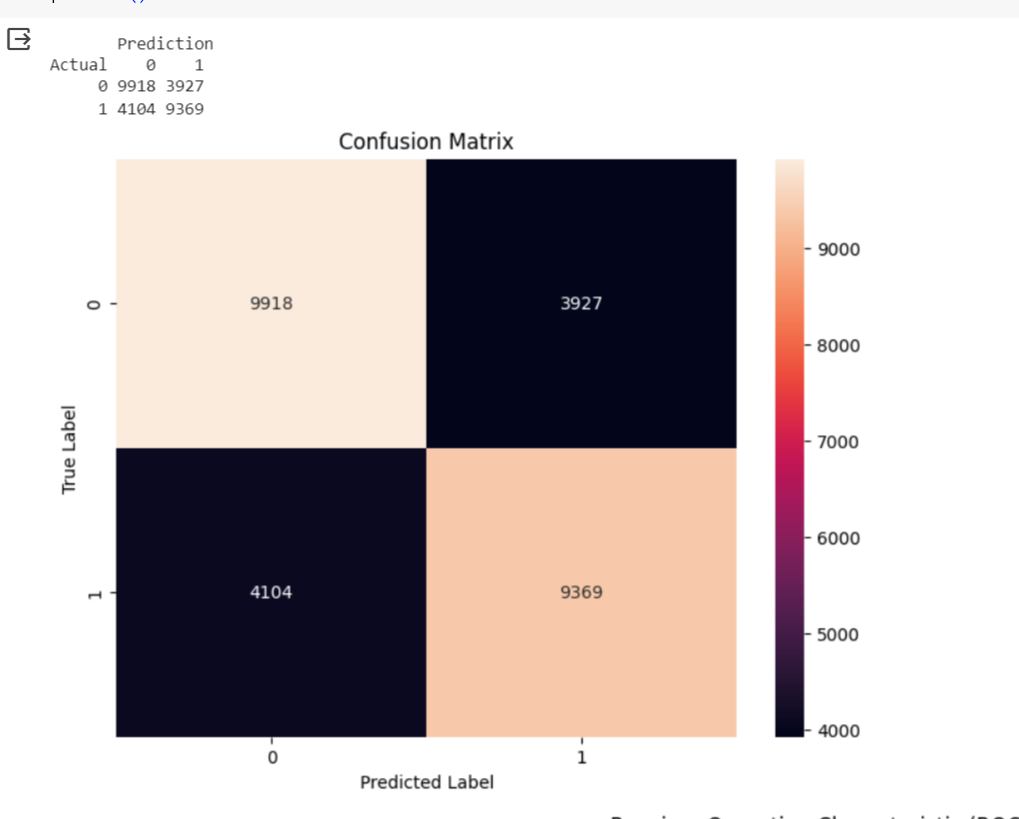 Prediction
Actual 0 1
0 9918 3927
1 4104 9369
Confusion Matrix
9000
8000
7000
6000
5000
4000
True Label
0
1
9918
3927
4104
9369
0
1
Predicted Label